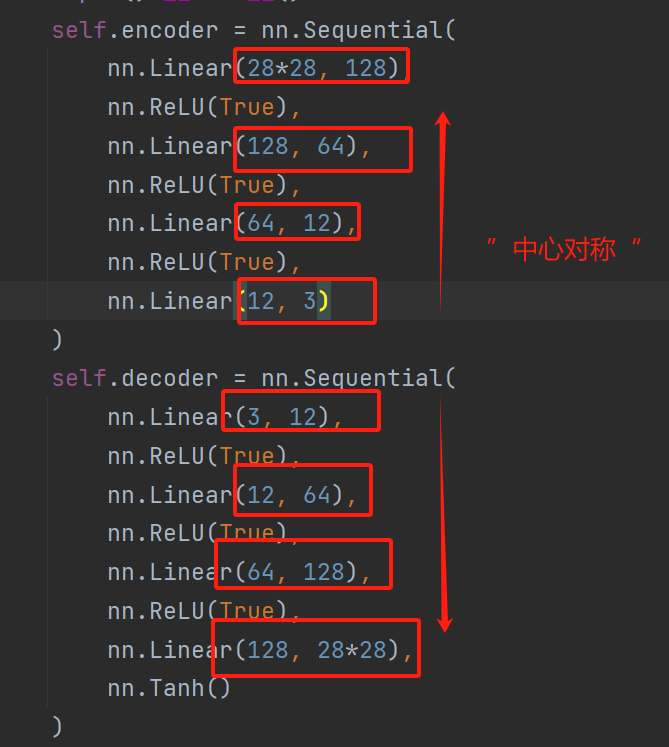 self.encoder = nn.Sequential(
nn.Linear(28*28, 128)
nn.ReLU(True),
nn.Linear(128, 64),
nn.ReLU(True),
nn.Linear(64, 12),
nn.ReLU(True),
nn.Linear(12, 3)
)
”中心对称“
self.decoder = nn.Sequential(
nn.Linear(3, 12),
nn.ReLU(True),
nn.Linear(12, 64),
nn.ReLU(True),
nn.Linear(64, 128),
nn.ReLU(True),
nn.Linear(128, 28*28),
nn.Tanh()
)